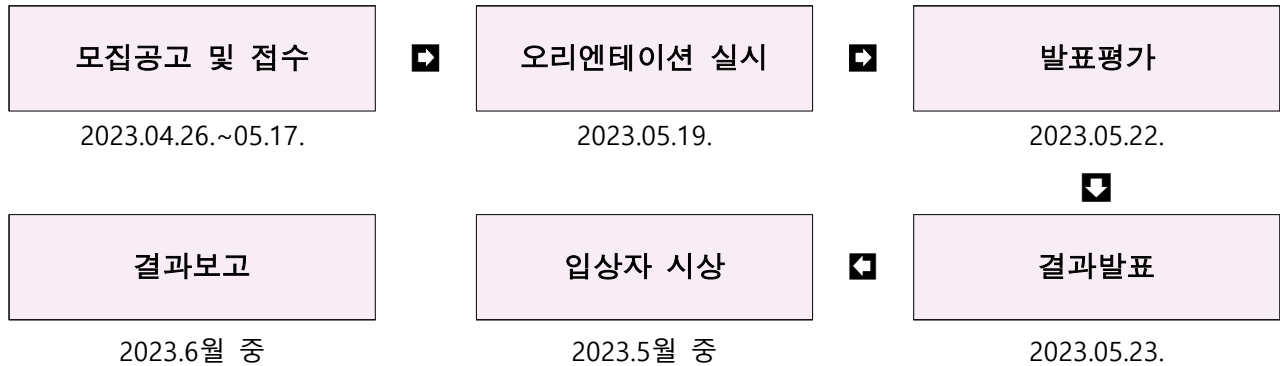 모집공고 및 접수
오리엔테이션 실시
발표평가
2023.04.26.~05.17.
2023.05.19.
2023.05.22.
결과보고
입상자 시상
결과발표
2023.6월 중
2023.5월 중
2023.05.23.